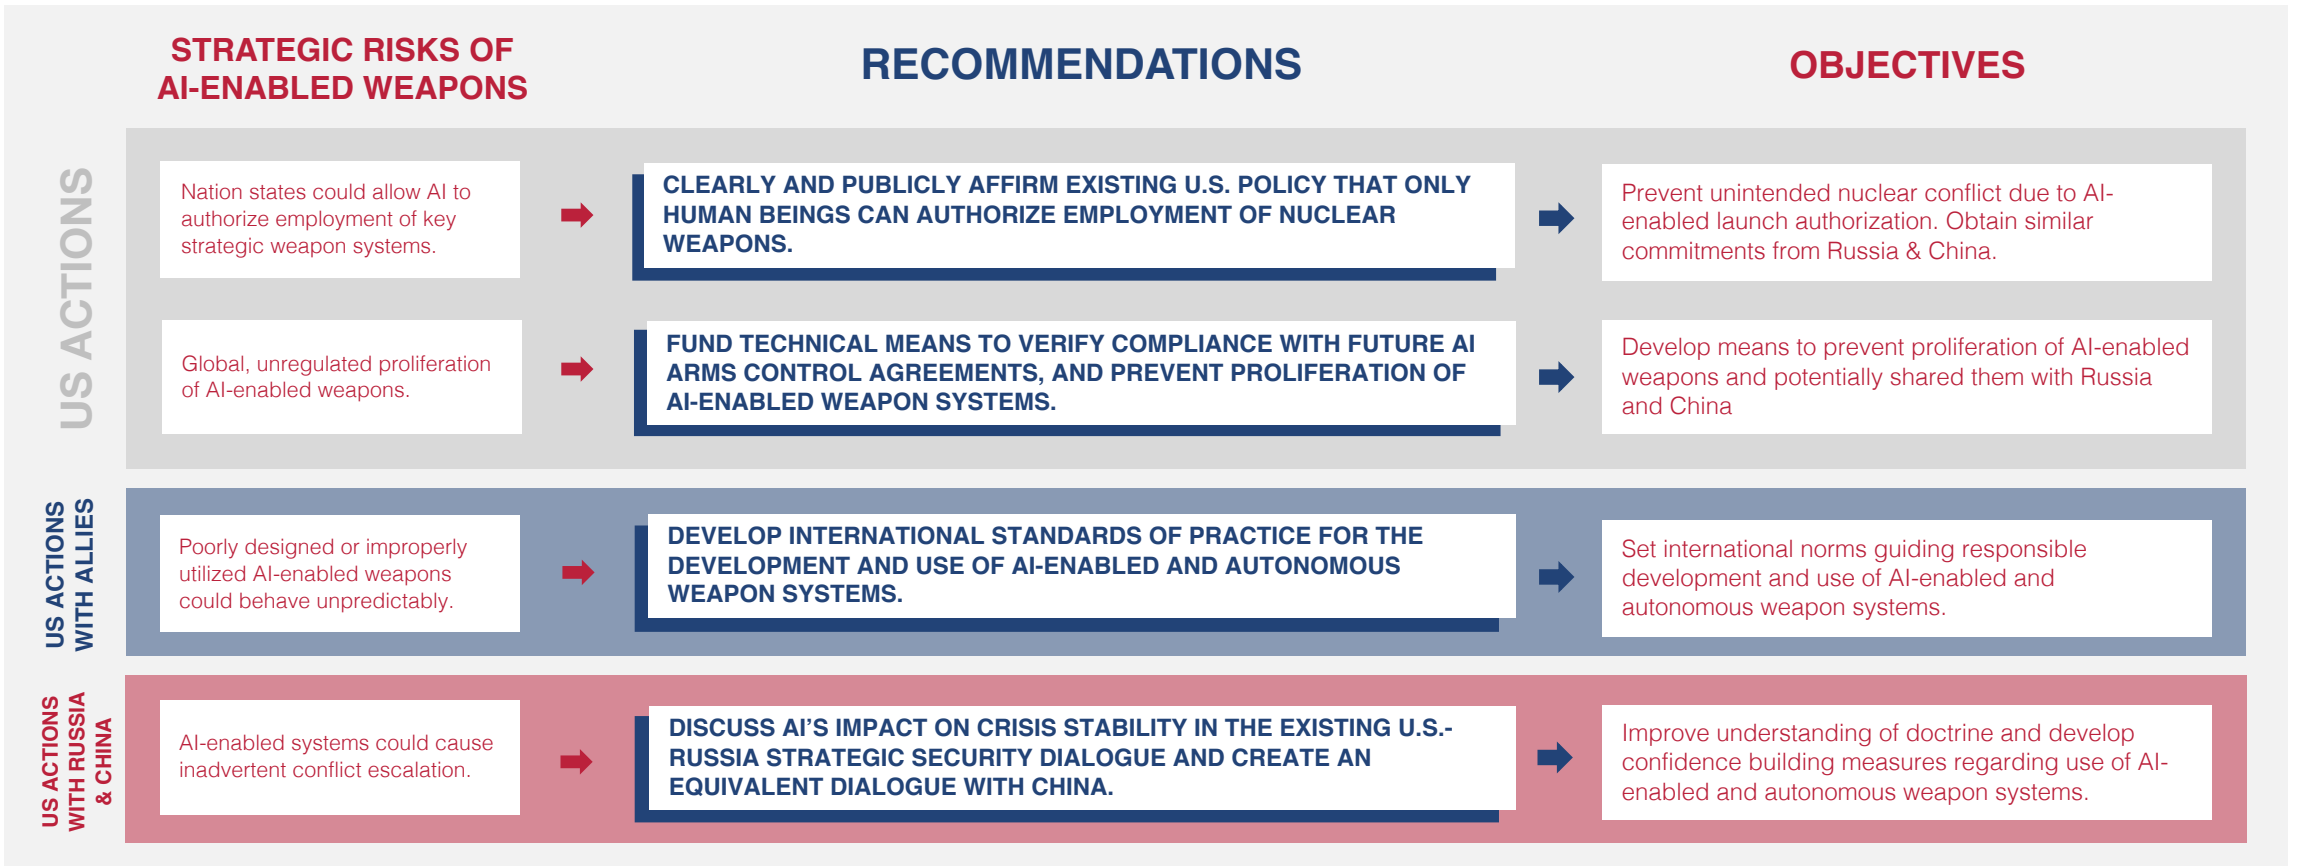 STRATEGIC RISKS OF
AI-ENABLED WEAPONS
RECOMMENDATIONS
OBJECTIVES
US ACTIONS
Nation states could allow AI to
authorize employment of key
strategic weapon systems.
CLEARLY AND PUBLICLY AFFIRM EXISTING U.S. POLICY THAT ONLY
HUMAN BEINGS CAN AUTHORIZE EMPLOYMENT OF NUCLEAR
WEAPONS.
Prevent unintended nuclear conflict due to AI-
enabled launch authorization. Obtain similar
commitments from Russia & China.
Global, unregulated proliferation
of AI-enabled weapons.
FUND TECHNICAL MEANS TO VERIFY COMPLIANCE WITH FUTURE AI
ARMS CONTROL AGREEMENTS, AND PREVENT PROLIFERATION OF
AI-ENABLED WEAPON SYSTEMS.
Develop means to prevent proliferation of AI-enabled
weapons and potentially shared them with Russia
and China
US ACTIONS
WITH ALLIES
Poorly designed or improperly
utilized AI-enabled weapons
could behave unpredictably.
DEVELOP INTERNATIONAL STANDARDS OF PRACTICE FOR THE
DEVELOPMENT AND USE OF AI-ENABLED AND AUTONOMOUS
WEAPON SYSTEMS.
Set international norms guiding responsible
development and use of AI-enabled and
autonomous weapon systems.
US ACTIONS
WITH RUSSIA
& CHINA
AI-enabled systems could cause
inadvertent conflict escalation.
DISCUSS AI’S IMPACT ON CRISIS STABILITY IN THE EXISTING U.S.-
RUSSIA STRATEGIC SECURITY DIALOGUE AND CREATE AN
EQUIVALENT DIALOGUE WITH CHINA.
Improve understanding of doctrine and develop
confidence building measures regarding use of AI-
enabled and autonomous weapon systems.